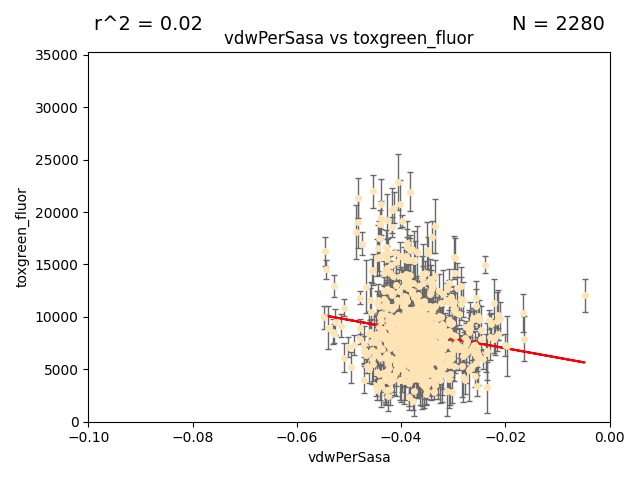 r^2 = 0.02
N = 2280
vdwPerSasa vs toxgreen_fluor
35000
30000
25000
20000
15000
10000
5000
0
toxgreen_fluor
−0.10
−0.08
−0.06
−0.04
−0.02
0.00
vdwPerSasa